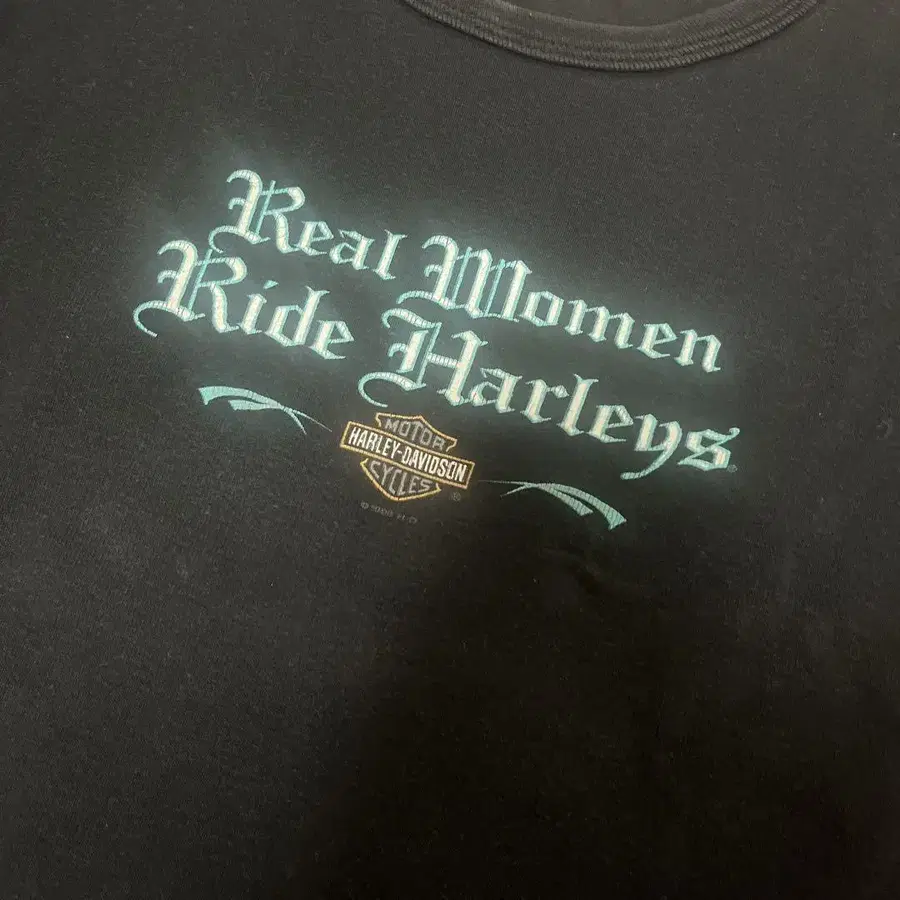 Real Women
Ride Harleys
MOTOR
HARLEY-DAVIDSON
CYCLES
®